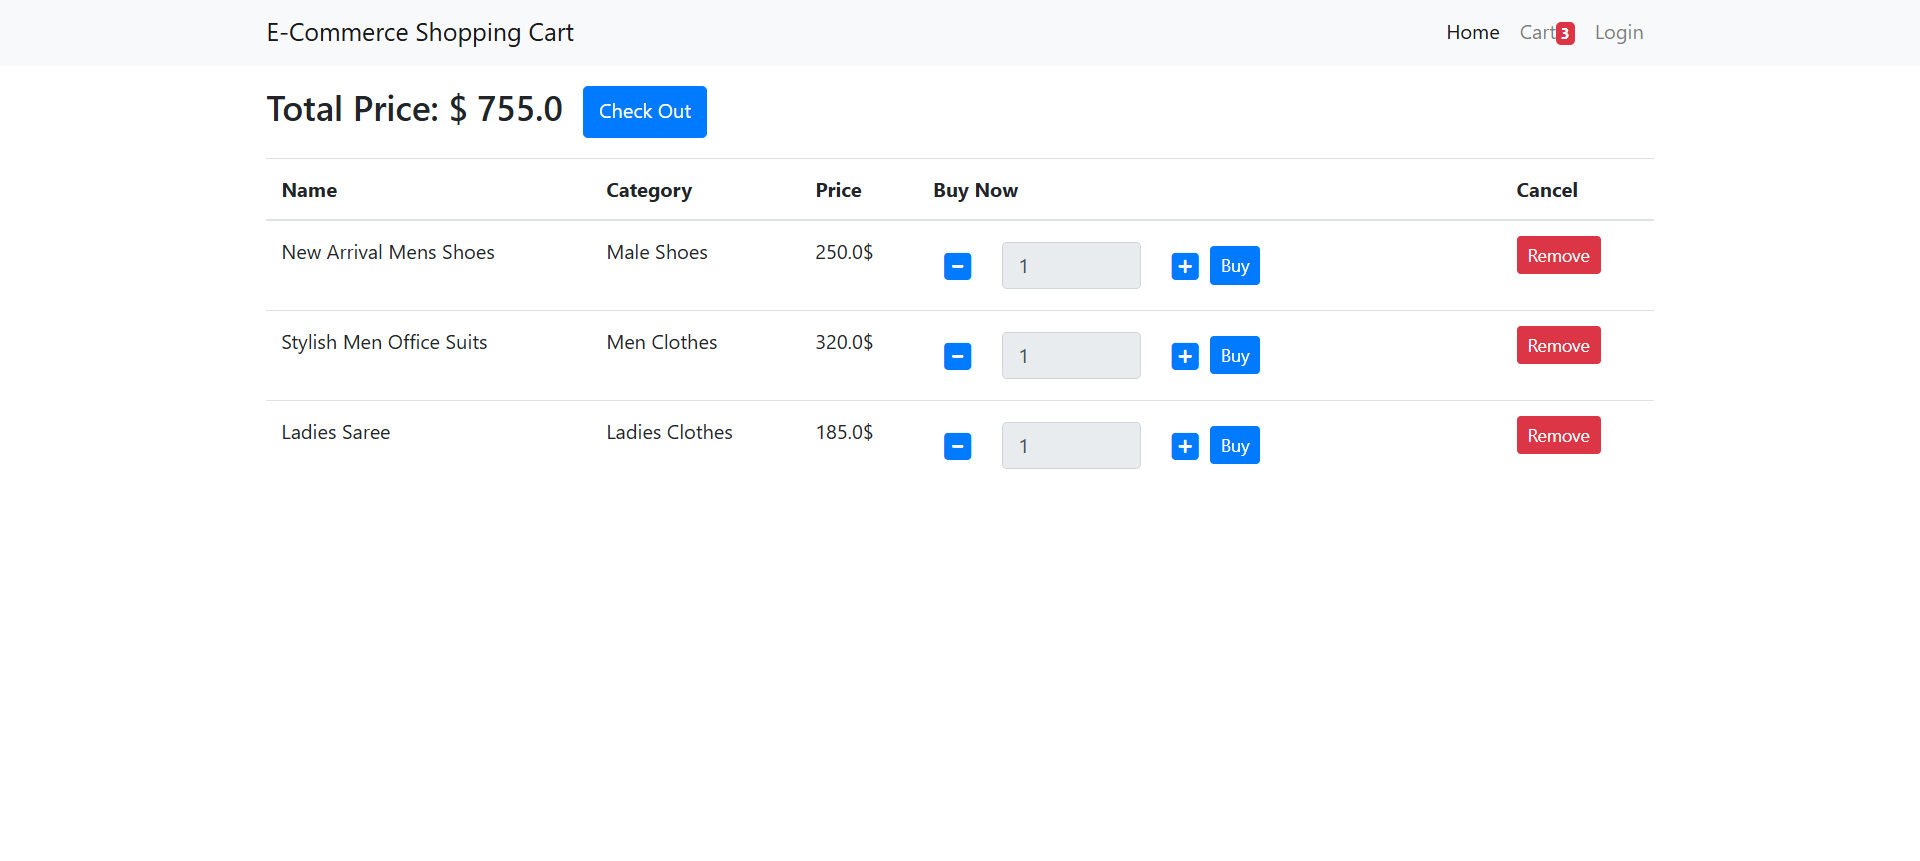 E-Commerce Shopping Cart Home Cart 3 Login
Total Price: $ 755.0 Check Out
Name Category Price Buy Now Cancel
New Arrival Mens Shoes Male Shoes 250.0$ 1 Buy Remove
Stylish Men Office Suits Men Clothes 320.0$ 1 Buy Remove
Ladies Saree Ladies Clothes 185.0$ 1 Buy Remove